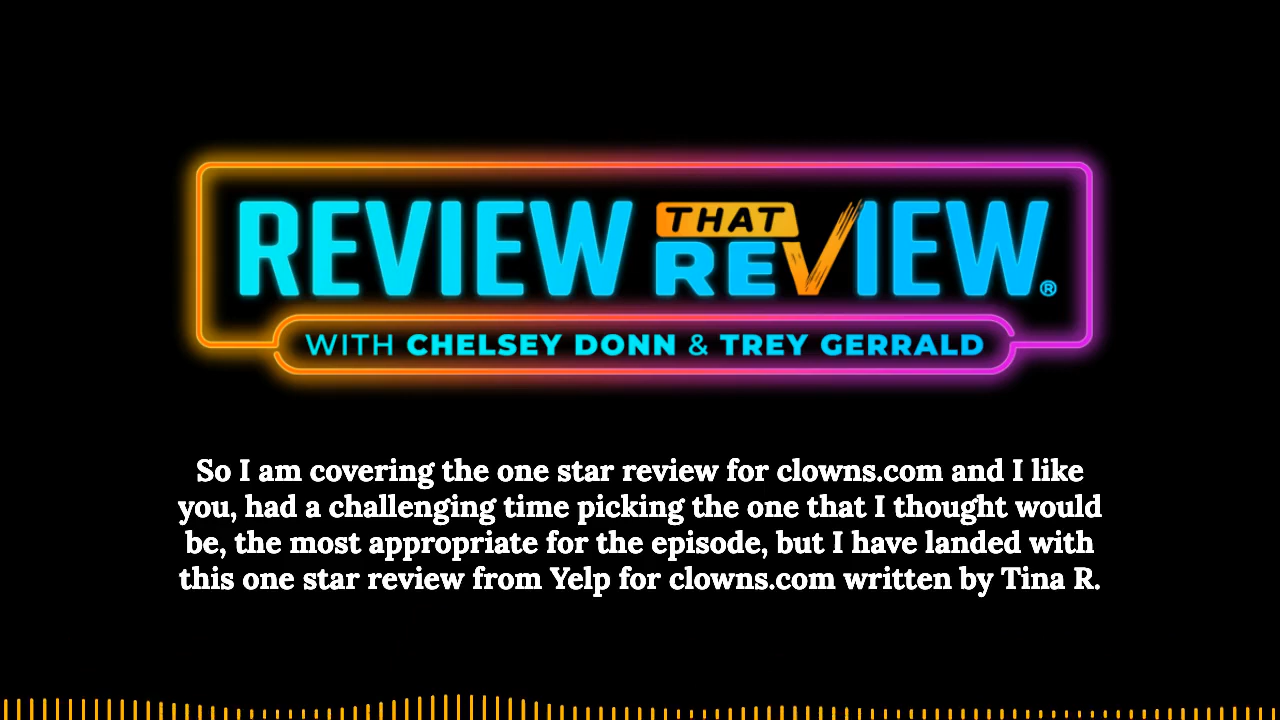 REVIEW THAT REVIEW®
WITH CHELSEY DONN & TREY GERRALD
So I am covering the one star review for clowns.com and I like
you, had a challenging time picking the one that I thought would
be, the most appropriate for the episode, but I have landed with
this one star review from Yelp for clowns.com written by Tina R.